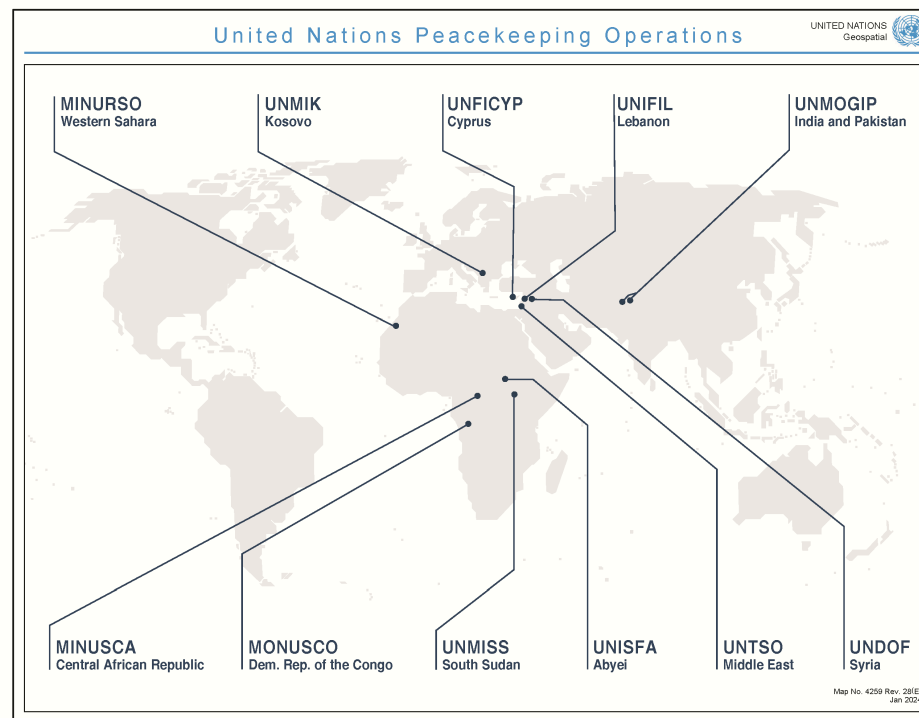 United Nations Peacekeeping Operations
UNITED NATIONS
Geospatial
MINURSO
Western Sahara
UNMIK
Kosovo
UNFICYP
Cyprus
UNIFIL
Lebanon
UNMOGIP
India and Pakistan
MINUSCA
Central African Republic
MONUSCO
Dem. Rep. of the Congo
UNMISS
South Sudan
UNISFA
Abyei
UNTSO
Middle East
UNDOF
Syria
Map No. 4259 Rev. 28(E
Jan 2024